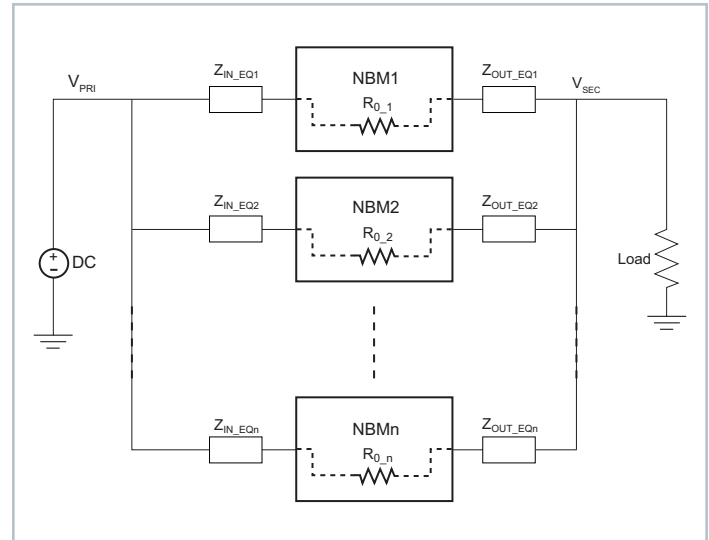 Z_IN_EQ1 NBM1 Z_OUT_EQ1
V_PRI R_0_1 V_SEC
Z_IN_EQ2 NBM2 Z_OUT_EQ2
R_0_2
+
– DC Load
Z_IN_EQn NBMn Z_OUT_EQn
R_0_n